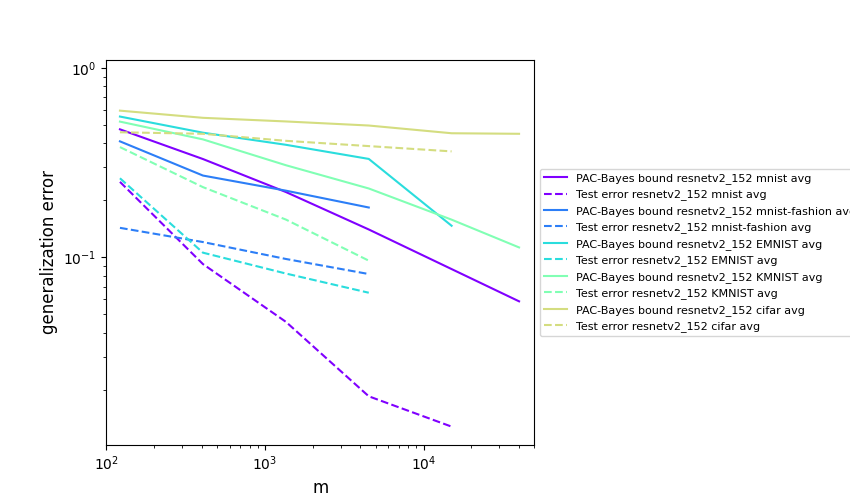 10⁰
10⁻¹
generalization error
10²
10³
10⁴
m
PAC-Bayes bound resnetv2_152 mnist avg
Test error resnetv2_152 mnist avg
PAC-Bayes bound resnetv2_152 mnist-fashion av
Test error resnetv2_152 mnist-fashion avg
PAC-Bayes bound resnetv2_152 EMNIST avg
Test error resnetv2_152 EMNIST avg
PAC-Bayes bound resnetv2_152 KMNIST avg
Test error resnetv2_152 KMNIST avg
PAC-Bayes bound resnetv2_152 cifar avg
Test error resnetv2_152 cifar avg